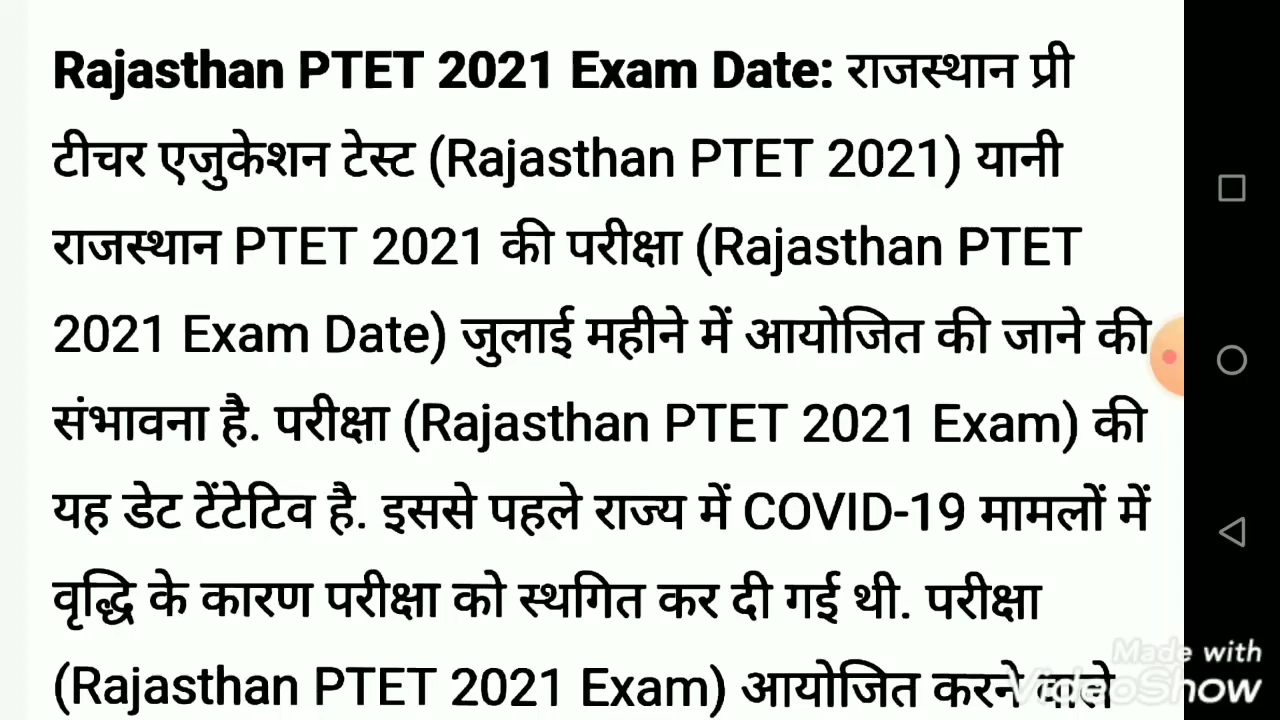 Rajasthan PTET 2021 Exam Date: राजस्थान प्री
टीचर एजुकेशन टेस्ट (Rajasthan PTET 2021) यानी
राजस्थान PTET 2021 की परीक्षा (Rajasthan PTET
2021 Exam Date) जुलाई महीने में आयोजित की जाने की
संभावना है. परीक्षा (Rajasthan PTET 2021 Exam) की
यह डेट टेंटेटिव है. इससे पहले राज्य में COVID-19 मामलों में
वृद्धि के कारण परीक्षा को स्थगित कर दी गई थी. परीक्षा
(Rajasthan PTET 2021 Exam) आयोजित करने वाले
Made with
VideoShow